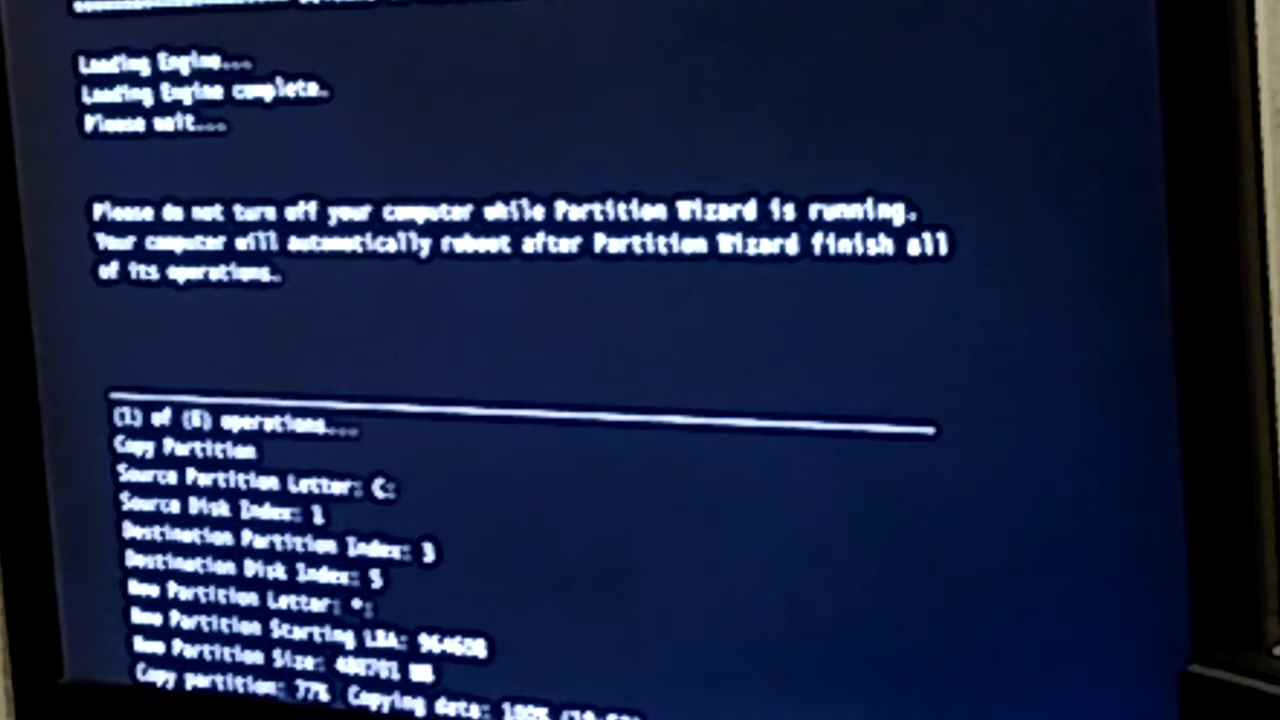 Loading Engine...
Loading Engine complete.
Please wait...
Please do not turn off your computer while Partition Wizard is running.
Your computer will automatically reboot after Partition Wizard finish all
of its operations.
(1) of (6) operations...
Copy Partition
Source Partition Letter: C:
Source Disk Index: 1
Destination Partition Index: 3
Destination Disk Index: 5
New Partition Letter: *:
New Partition Starting LBA: 964608
New Partition Size: MB
Copy partition: 77% Copying data: 100%